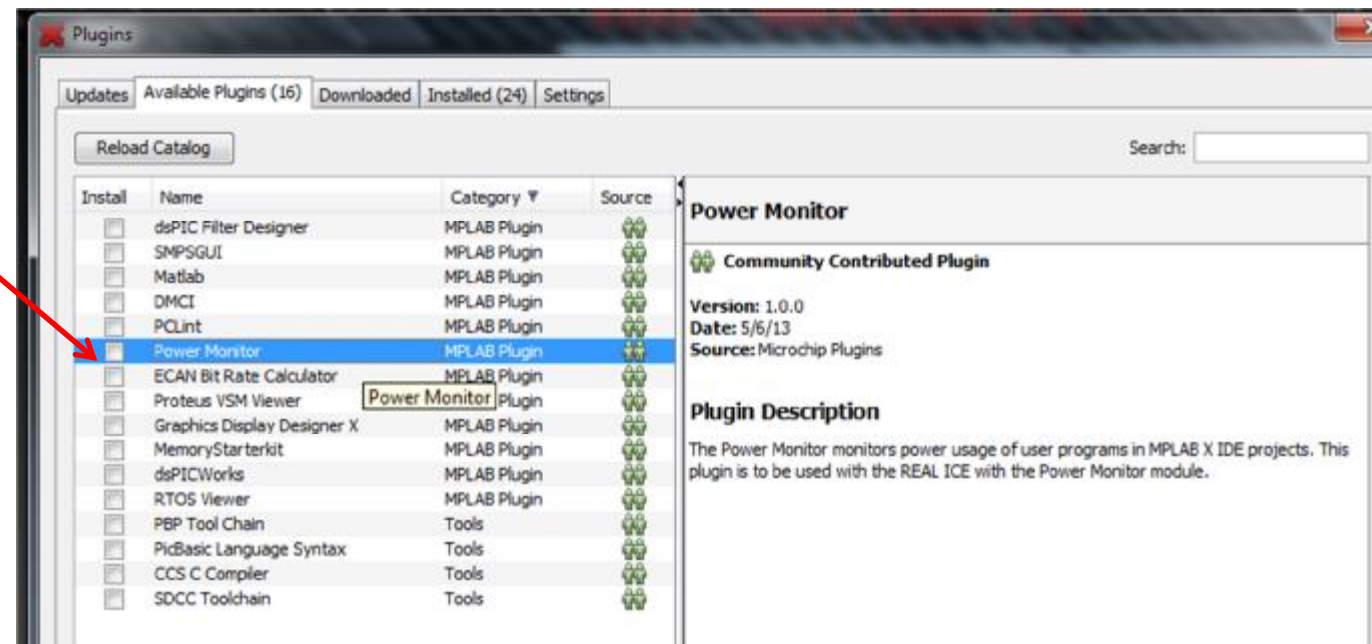 Plugins
Updates Available Plugins (16) Downloaded Installed (24) Settings
Reload Catalog Search:
Install Name Category Source
dsPIC Filter Designer MPLAB Plugin
SMPSGUI MPLAB Plugin
Matlab MPLAB Plugin
DMCI MPLAB Plugin
PCLint MPLAB Plugin
Power Monitor MPLAB Plugin
ECAN Bit Rate Calculator MPLAB Plugin
Proteus VSM Viewer Power Monitor Plugin
Graphics Display Designer X MPLAB Plugin
MemoryStarterkit MPLAB Plugin
dsPICWorks MPLAB Plugin
RTOS Viewer MPLAB Plugin
PBP Tool Chain Tools
PicBasic Language Syntax Tools
CCS C Compiler Tools
SDCC Toolchain Tools
Power Monitor
Community Contributed Plugin
Version: 1.0.0
Date: 5/6/13
Source: Microchip Plugins
Plugin Description
The Power Monitor monitors power usage of user programs in MPLAB X IDE projects. This
plugin is to be used with the REAL ICE with the Power Monitor module.